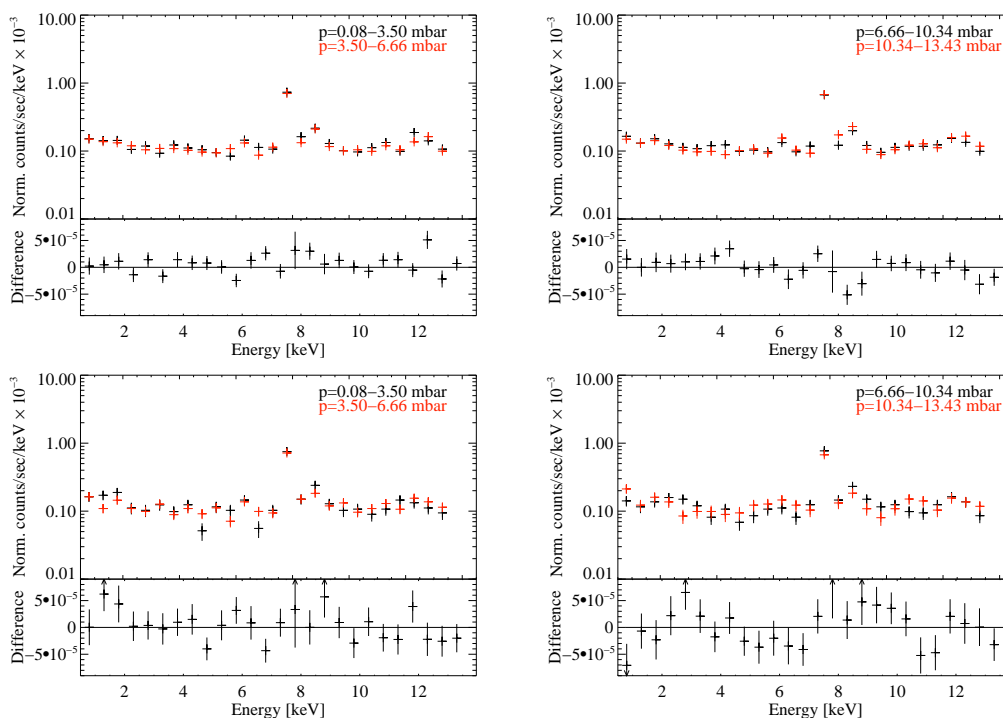 10.00
1.00
0.10
0.01
Norm. counts/sec/keV × 10⁻³
p=0.08−3.50 mbar
p=3.50−6.66 mbar
5•10⁻⁵
0
−5•10⁻⁵
Difference
2 4 6 8 10 12
Energy [keV]
10.00
1.00
0.10
0.01
Norm. counts/sec/keV × 10⁻³
p=6.66−10.34 mbar
p=10.34−13.43 mbar
5•10⁻⁵
0
−5•10⁻⁵
Difference
2 4 6 8 10 12
Energy [keV]
10.00
1.00
0.10
0.01
Norm. counts/sec/keV × 10⁻³
p=0.08−3.50 mbar
p=3.50−6.66 mbar
5•10⁻⁵
0
−5•10⁻⁵
Difference
2 4 6 8 10 12
Energy [keV]
10.00
1.00
0.10
0.01
Norm. counts/sec/keV × 10⁻³
p=6.66−10.34 mbar
p=10.34−13.43 mbar
5•10⁻⁵
0
−5•10⁻⁵
Difference
2 4 6 8 10 12
Energy [keV]